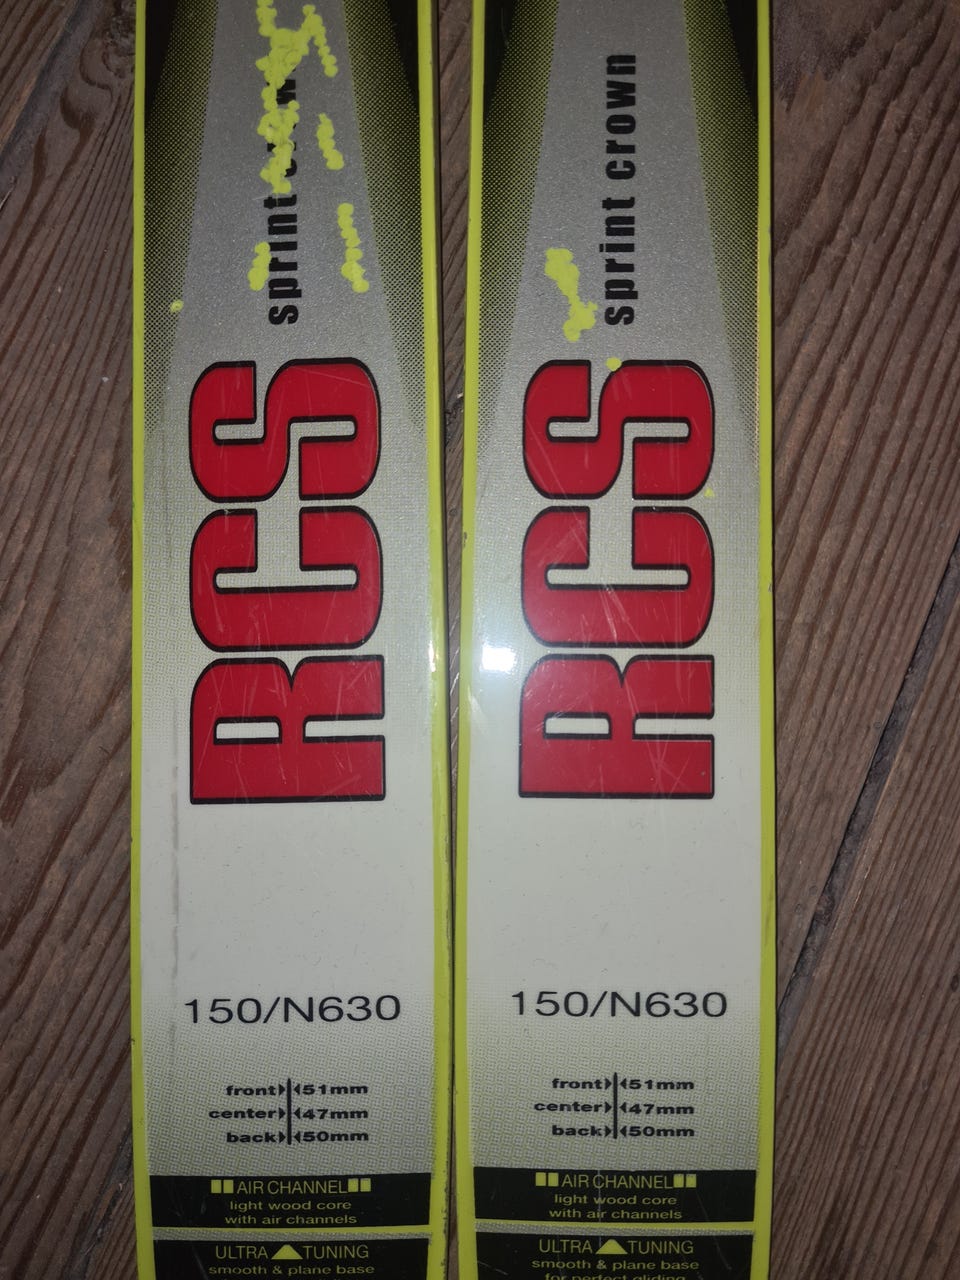 sprint
RCS
150/N630
front 51mm
center 47mm
back 50mm
AIR CHANNEL
light wood core
with air channels
ULTRA TUNING
smooth & plane base
sprint crown
RCS
150/N630
front 51mm
center 47mm
back 50mm
AIR CHANNEL
light wood core
with air channels
ULTRA TUNING
smooth & plane base
for perfect gliding